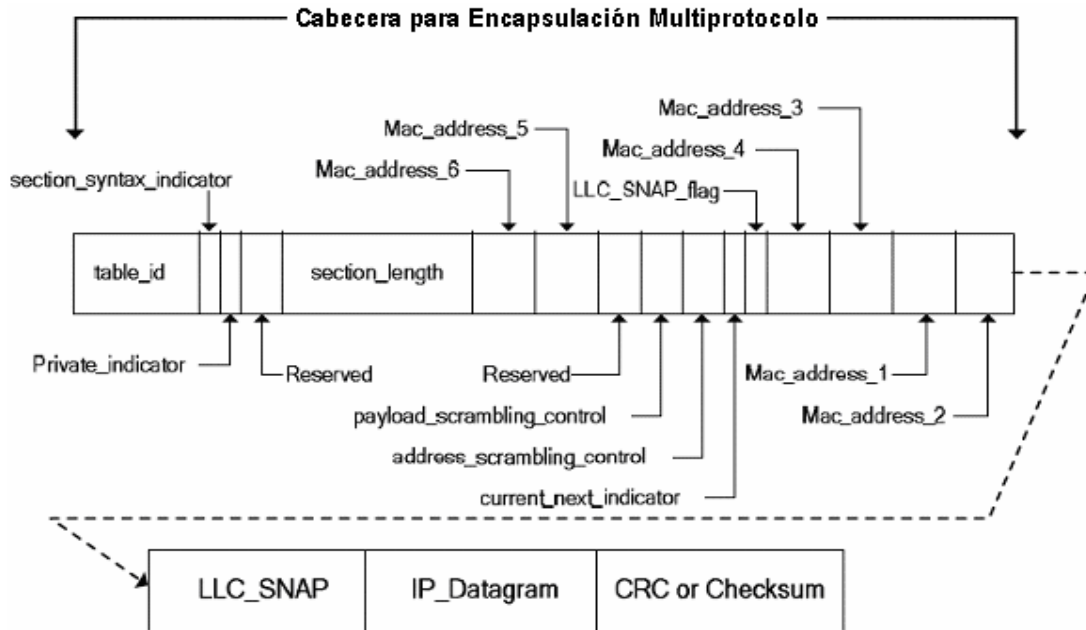 Cabecera para Encapsulación Multiprotocolo
Mac_address_3
Mac_address_5
Mac_address_4
Mac_address_6
section_syntax_indicator
LLC_SNAP_flag
table_id
section_length
Private_indicator
Reserved
Reserved
Mac_address_1
payload_scrambling_control
Mac_address_2
address_scrambling_control
current_next_indicator
LLC_SNAP
IP_Datagram
CRC or Checksum